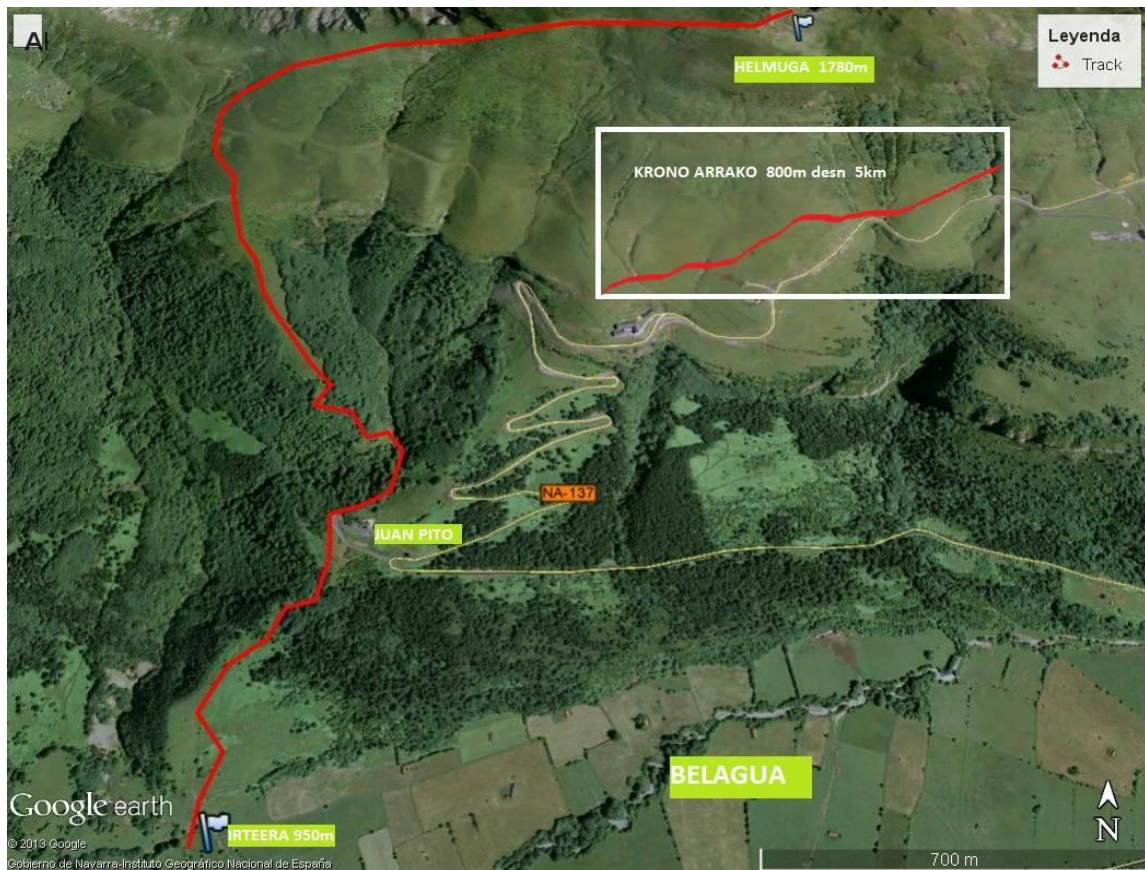 Al
Leyenda
Track
HELMUGA 1780m
KRONO ARRAKO 800m desn 5km
NA-137
JUAN PITO
BELAGUA
Google earth
IRTEERA 950m
N
© 2013 Google
Gobierno de Navarra-Instituto Geográfico Nacional de España
700 m